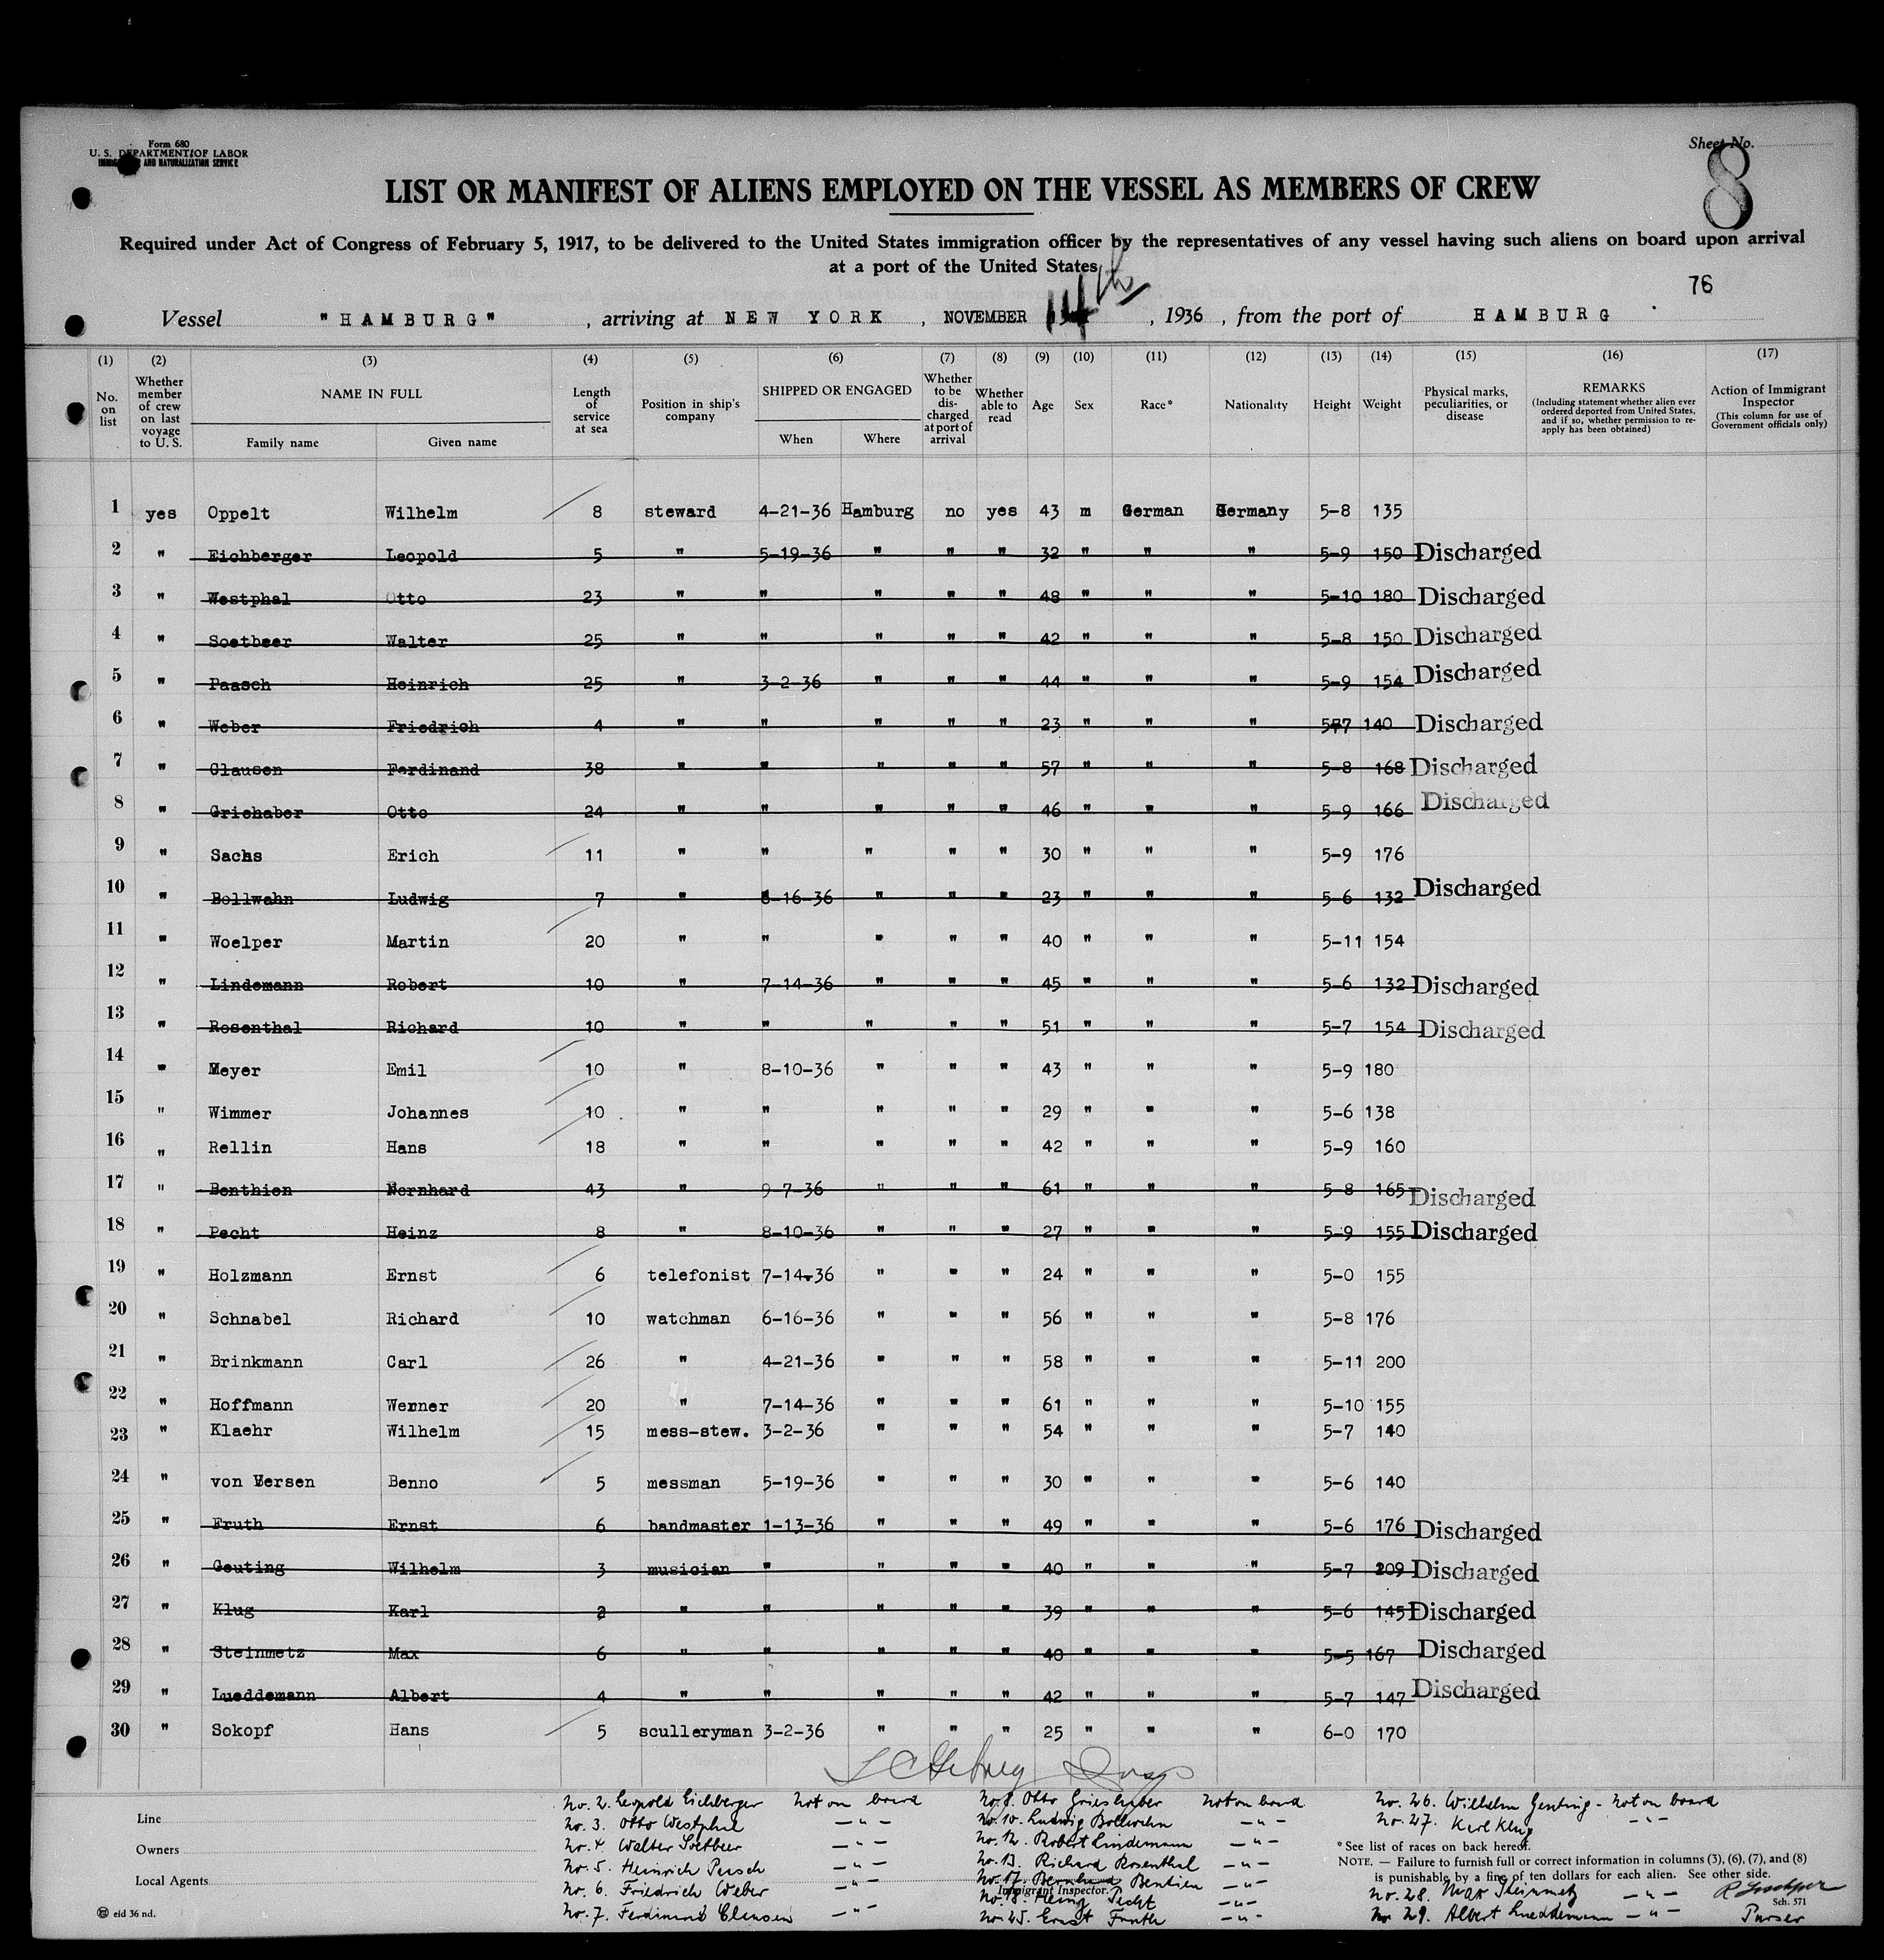 Form 680
U. S. DEPARTMENT OF LABOR
IMMIGRATION AND NATURALIZATION SERVICE
Sheet No. 8
LIST OR MANIFEST OF ALIENS EMPLOYED ON THE VESSEL AS MEMBERS OF CREW
Required under Act of Congress of February 5, 1917, to be delivered to the United States immigration officer by the representatives of any vessel having such aliens on board upon arrival
at a port of the United States
76
Vessel "HAMBURG", arriving at NEW YORK, NOVEMBER 14th, 1936, from the port of HAMBURG
(1) (2) (3) (4) (5) (6) (7) (8) (9) (10) (11) (12) (13) (14) (15) (16) (17)
No. on list
Whether member of crew on last voyage to U. S.
NAME IN FULL
Family name
Given name
Length of service at sea
Position in ship's company
SHIPPED OR ENGAGED
When
Where
Whether to be discharged at port of arrival
Whether able to read
Age
Sex
Race*
Nationality
Height
Weight
Physical marks, peculiarities, or disease
REMARKS
(Including statement whether alien ever ordered deported from United States, and if so, whether permission to reapply has been obtained)
Action of Immigrant Inspector
(This column for use of Government officials only)
1 yes Oppelt Wilhelm 8 steward 4-21-36 Hamburg no yes 43 m German Germany 5-8 135
2 " Eichberger Leopold 5 " 5-19-36 " " " 32 " " " 5-9 150 Discharged
3 " Westphal Otto 23 " " " " " 48 " " " 5-10 180 Discharged
4 " Soetbeer Walter 25 " " " " " 42 " " " 5-8 150 Discharged
5 " Paasch Heinrich 25 " 3-2-36 " " " 44 " " " 5-9 154 Discharged
6 " Weber Friedrich 4 " " " " " 23 " " " 5-7 140 Discharged
7 " Clausen Ferdinand 38 " " " " " 57 " " " 5-8 168 Discharged
8 " Grichaber Otto 24 " " " " " 46 " " " 5-9 166 Discharged
9 " Sachs Erich 11 " " " " " 30 " " " 5-9 176
10 " Bollwahn Ludwig 7 " 6-16-36 " " " 23 " " " 5-6 132 Discharged
11 " Woelper Martin 20 " " " " " 40 " " " 5-11 154
12 " Lindemann Robert 10 " 7-14-36 " " " 45 " " " 5-6 132 Discharged
13 " Rosenthal Richard 10 " " " " " 51 " " " 5-7 154 Discharged
14 " Meyer Emil 10 " 8-10-36 " " " 43 " " " 5-9 180
15 " Wimmer Johannes 10 " " " " " 29 " " " 5-6 138
16 " Rellin Hans 18 " " " " " 42 " " " 5-9 160
17 " Benthien Bernhard 43 " 9-7-36 " " " 61 " " " 5-8 165 Discharged
18 " Pecht Heinz 8 " 8-10-36 " " " 27 " " " 5-9 155 Discharged
19 " Holzmann Ernst 6 telefonist 7-14-36 " " " 24 " " " 5-0 155
20 " Schnabel Richard 10 watchman 6-16-36 " " " 56 " " " 5-8 176
21 " Brinkmann Carl 26 " 4-21-36 " " " 58 " " " 5-11 200
22 " Hoffmann Werner 20 " 7-14-36 " " " 61 " " " 5-10 155
23 " Klaehr Wilhelm 15 mess-stew. 3-2-36 " " " 54 " " " 5-7 140
24 " von Versen Benno 5 messman 5-19-36 " " " 30 " " " 5-6 140
25 " Fruth Ernst 6 bandmaster 1-13-36 " " " 49 " " " 5-6 176 Discharged
26 " Geuting Wilhelm 3 musician " " " " 40 " " " 5-7 209 Discharged
27 " Klug Karl 2 " " " " " 39 " " " 5-6 145 Discharged
28 " Steinmetz Max 6 " " " " " 40 " " " 5-5 167 Discharged
29 " Lueddemann Albert 4 " " " " " 42 " " " 5-7 147 Discharged
30 " Sokopf Hans 5 sculleryman 3-2-36 " " " 25 " " " 6-0 170
Line
Owners
Local Agents
No. 2. Leopold Eichberger Not on board
No. 3. Otto Westphal — " —
No. 4. Walter Soetbeer — " —
No. 5. Heinrich Paasch — " —
No. 6. Friedrich Weber — " —
No. 7. Ferdinand Clausen — " —
No. 8. Otto Grieshaber Not on board
No. 10. Ludwig Bollwahn — " —
No. 12. Robert Lindemann — " —
No. 13. Richard Rosenthal — " —
No. 17. Bernhard Bentien — " —
No. 18. Heinz Pecht — " —
No. 25. Ernst Fruth — " —
Immigrant Inspector.
No. 26. Wilhelm Genting - not on board
No. 27. Karl Klug — " —
* See list of races on back hereof.
NOTE. — Failure to furnish full or correct information in columns (3), (6), (7), and (8)
is punishable by a fine of ten dollars for each alien. See other side.
No. 28. Max Steinmetz — " —
No. 29. Albert Lueddemann — " —
Sch. 571
Purser
eid 36 nd.